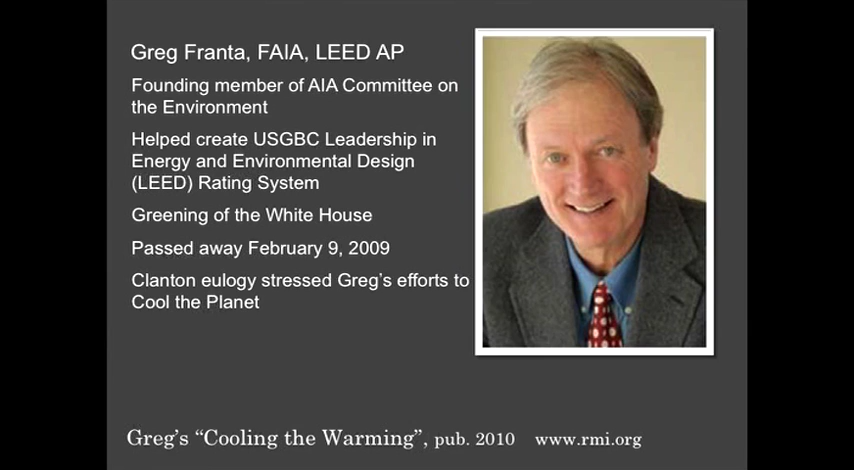 Greg Franta, FAIA, LEED AP
Founding member of AIA Committee on
the Environment
Helped create USGBC Leadership in
Energy and Environmental Design
(LEED) Rating System
Greening of the White House
Passed away February 9, 2009
Clanton eulogy stressed Greg’s efforts to
Cool the Planet
Greg’s “Cooling the Warming”, pub. 2010 www.rmi.org